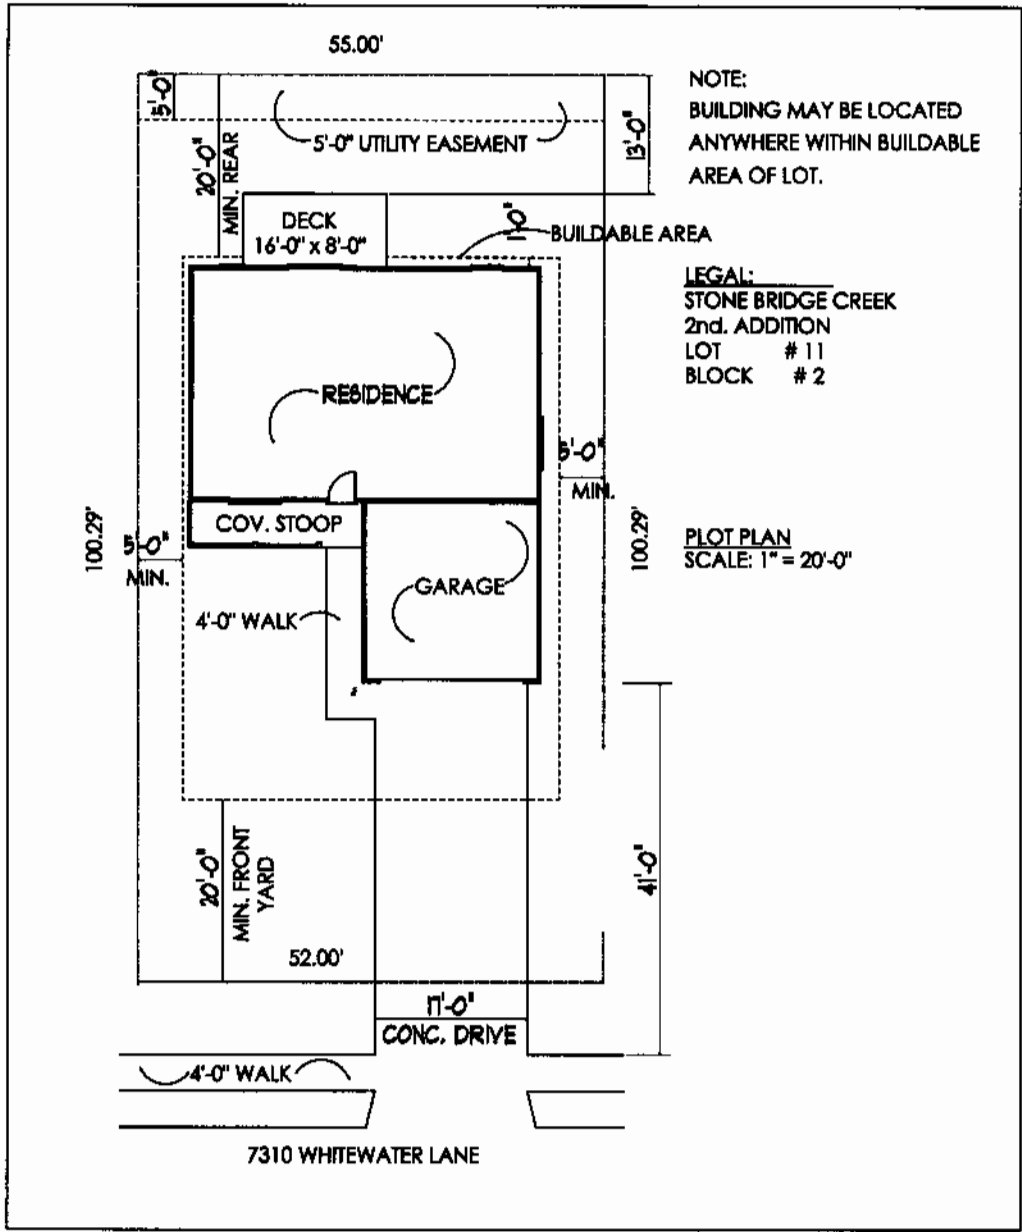 55.00'
5'-0"
20'-0"
MIN. REAR
5'-0" UTILITY EASEMENT
13'-0"
NOTE:
BUILDING MAY BE LOCATED
ANYWHERE WITHIN BUILDABLE
AREA OF LOT.
DECK
16'-0" x 8'-0"
1'-0"
BUILDABLE AREA
LEGAL:
STONE BRIDGE CREEK
2nd. ADDITION
LOT # 11
BLOCK # 2
RESIDENCE
5'-0"
MIN.
COV. STOOP
100.29'
5'-0"
MIN.
100.29'
PLOT PLAN
SCALE: 1" = 20'-0"
GARAGE
4'-0" WALK
20'-0"
MIN. FRONT
YARD
41'-0"
52.00'
11'-0"
CONC. DRIVE
4'-0" WALK
7310 WHITEWATER LANE